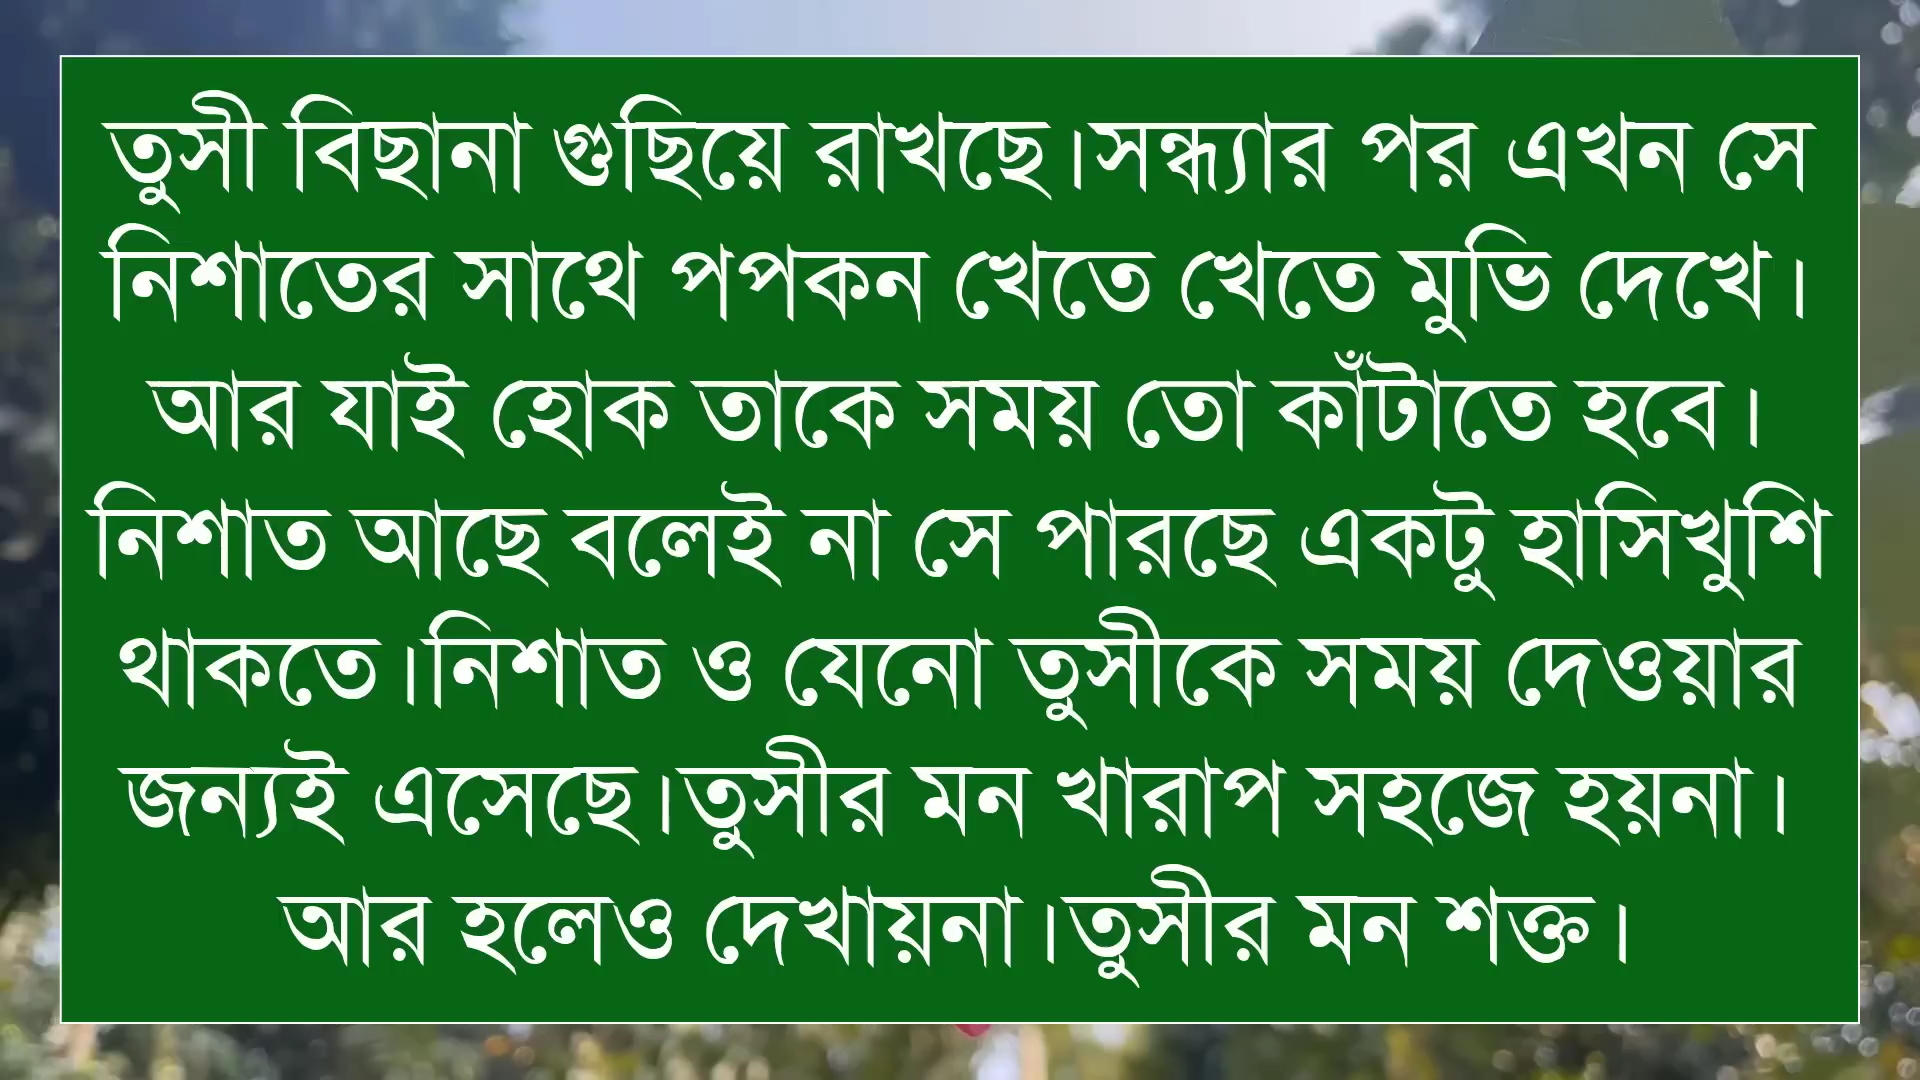 তুসী বিছানা গুছিয়ে রাখছে।সন্ধ্যার পর এখন সে
নিশাতের সাথে পপকন খেতে খেতে মুভি দেখে।
আর যাই হোক তাকে সময় তো কাঁটাতে হবে।
নিশাত আছে বলেই না সে পারছে একটু হাসিখুশি
থাকতে।নিশাত ও যেনো তুসীকে সময় দেওয়ার
জন্যই এসেছে।তুসীর মন খারাপ সহজে হয়না।
আর হলেও দেখায়না।তুসীর মন শক্ত।